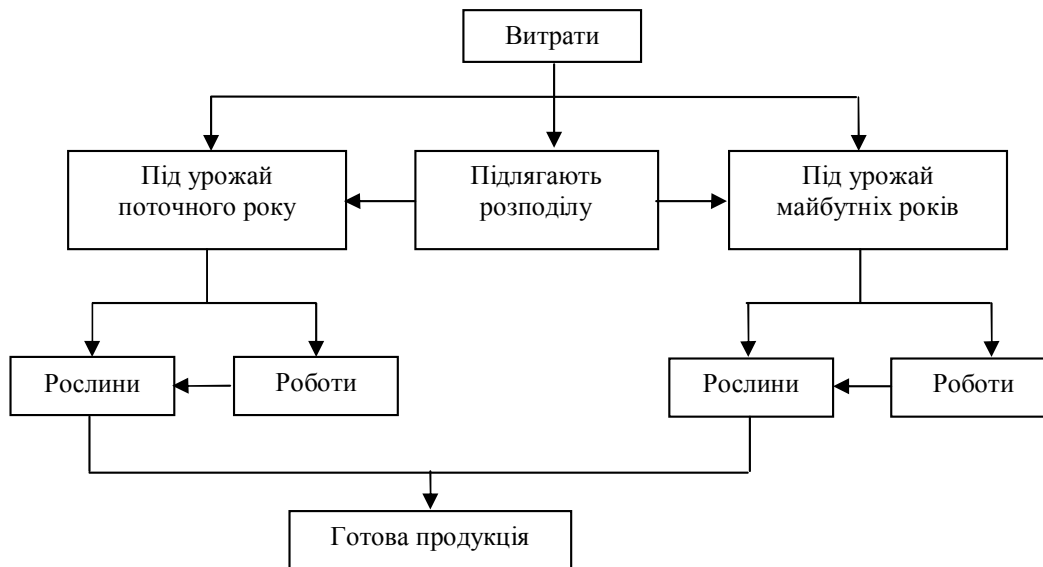 Витрати
Під урожай
поточного року
Підлягають
розподілу
Під урожай
майбутніх років
Рослини
Роботи
Рослини
Роботи
Готова продукція